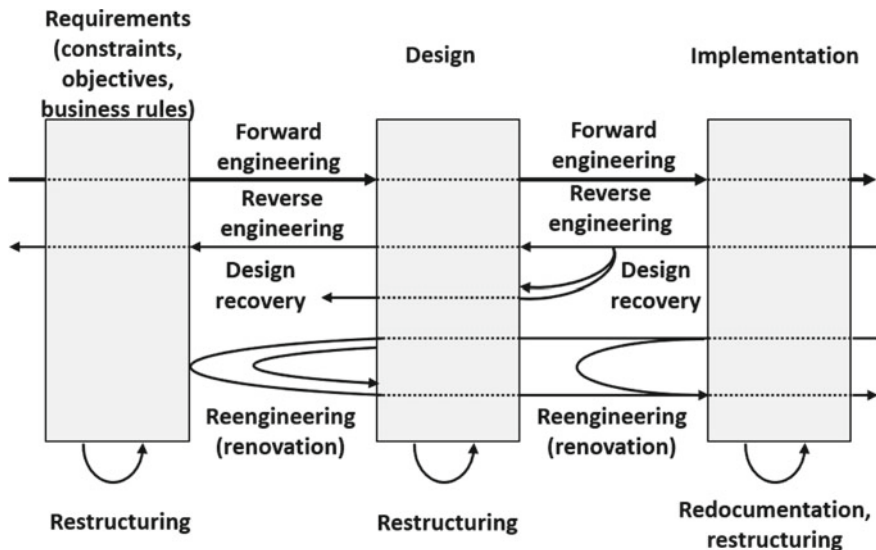 Requirements
(constraints,
objectives,
business rules)
Design
Implementation
Forward
engineering
Forward
engineering
Reverse
engineering
Reverse
engineering
Design
recovery
Design
recovery
Reengineering
(renovation)
Reengineering
(renovation)
Restructuring
Restructuring
Redocumentation,
restructuring